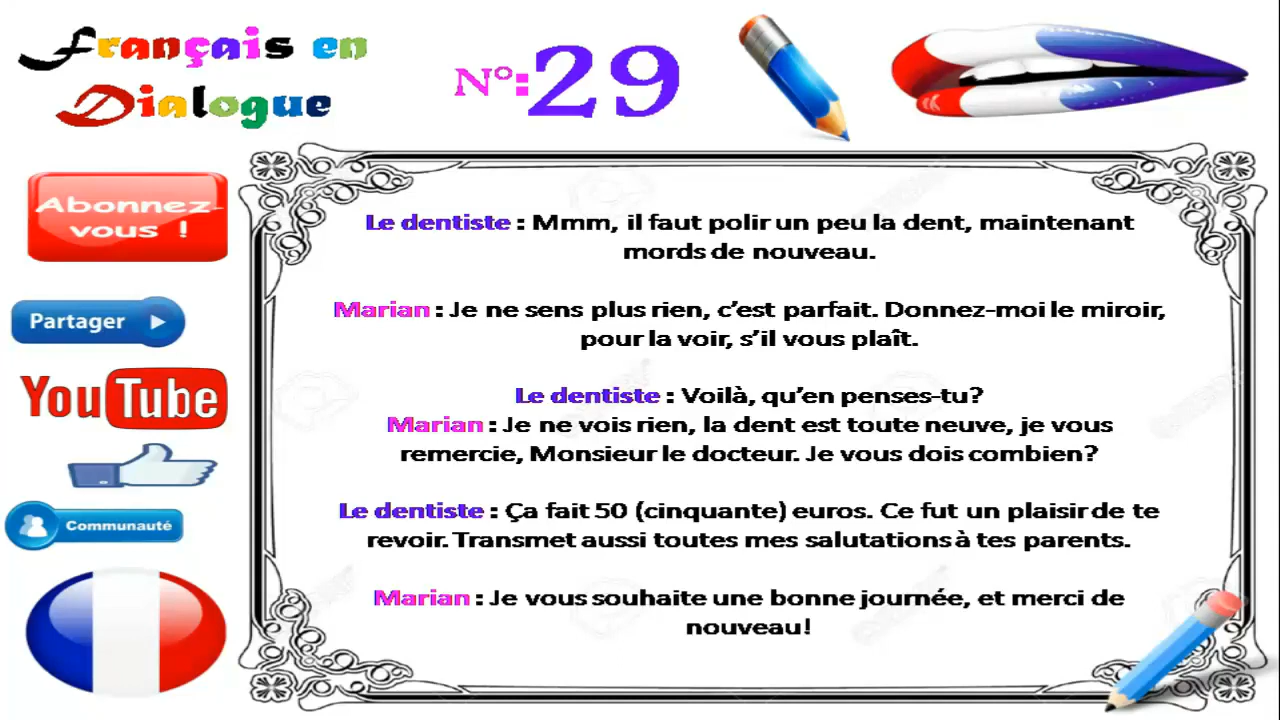 Français en
Dialogue
N°:29
Abonnez-
vous !
Partager
YouTube
Communauté
Le dentiste : Mmm, il faut polir un peu la dent, maintenant
mords de nouveau.
Marian : Je ne sens plus rien, c’est parfait. Donnez-moi le miroir,
pour la voir, s’il vous plaît.
Le dentiste : Voilà, qu’en penses-tu?
Marian : Je ne vois rien, la dent est toute neuve, je vous
remercie, Monsieur le docteur. Je vous dois combien?
Le dentiste : Ça fait 50 (cinquante) euros. Ce fut un plaisir de te
revoir. Transmet aussi toutes mes salutations à tes parents.
Marian : Je vous souhaite une bonne journée, et merci de
nouveau!